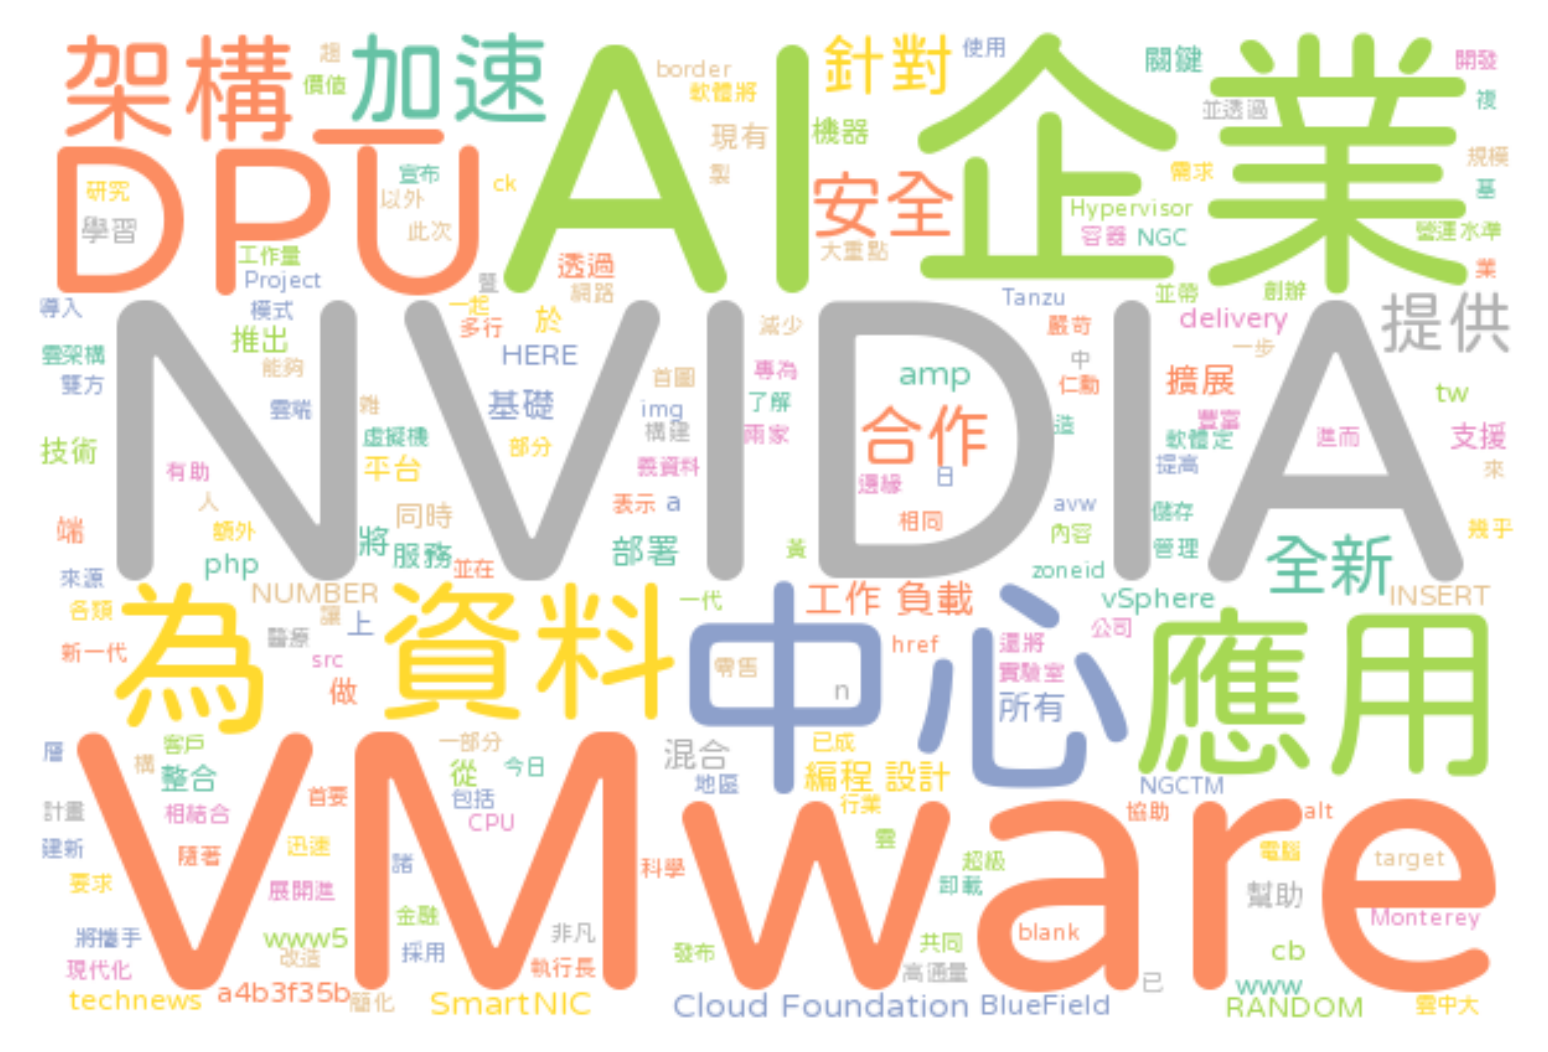 架構
趨
價值
加速
border
軟體將
針對
使用
關鍵
開發
AI
企業
並透過
複
現有
機器
製
規模
基
DPU
研究
學習
宣布
以外
此次
ck
安全
需求
Hypervisor
容器
NGC
大重點
營運水準
業
工作量
Project
透過
網路
暨
導入
模式
一起
多行
於
Tanzu
並帶
創辦
提供
NVIDIA
推出
HERE
減少
嚴苛
delivery
一步
雲架構
雙方
能夠
首圖
專為
amp
中
仁勳
擴展
tw
雲端
雜
基礎
img
構建
了解
兩家
合作
造
豐富
軟體定
進而
支援
技術
虛擬機
部分
平台
義資料
邊緣
日
提高
來
有助
人
額外
同時
表示
a
相同
avw
內容
儲存
管理
幾乎
端
將
服務
部署
黃
全新
來源
php
並在
zoneid
各類
NUMBER
讓
上
一代
工作
負載
vSphere
公司
INSERT
為
資料
中心
應用
新一代
醫療
src
做
零售
n
href
還將
實驗室
所有
層
構
客戶
整合
一部分
從
今日
混合
地區
已成
編程
設計
行業
NGCTM
VMware
計畫
相結合
首要
包括
CPU
協助
alt
建新
隨著
迅速
諸
科學
雲
超級
卸載
電腦
target
要求
展開進
金融
幫助
Monterey
將攜手
www5
改造
採用
非凡
執行長
發布
共同
高通量
blank
cb
現代化
已
www
technews
a4b3f35b
簡化
SmartNIC
Cloud Foundation
BlueField
RANDOM
雲中大